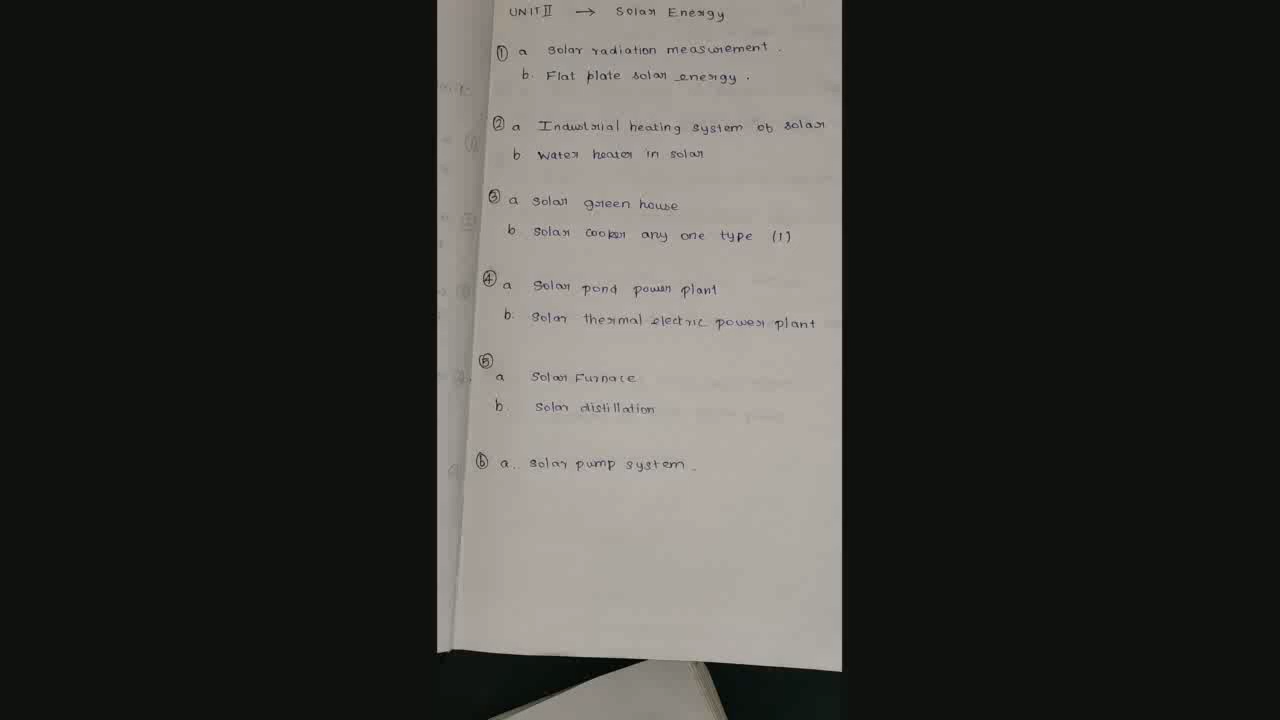 UNIT II → Solar Energy
① a Solar radiation measurement.
b. Flat plate solar energy.
② a Industrial heating system of solar
b water heater in solar
③ a solar green house
b. solar cooker any one type (1)
④ a Solar pond power plant
b. Solar thermal electric power plant
⑤
a Solar Furnace
b. Solar distillation
⑥ a.. Solar pump system.